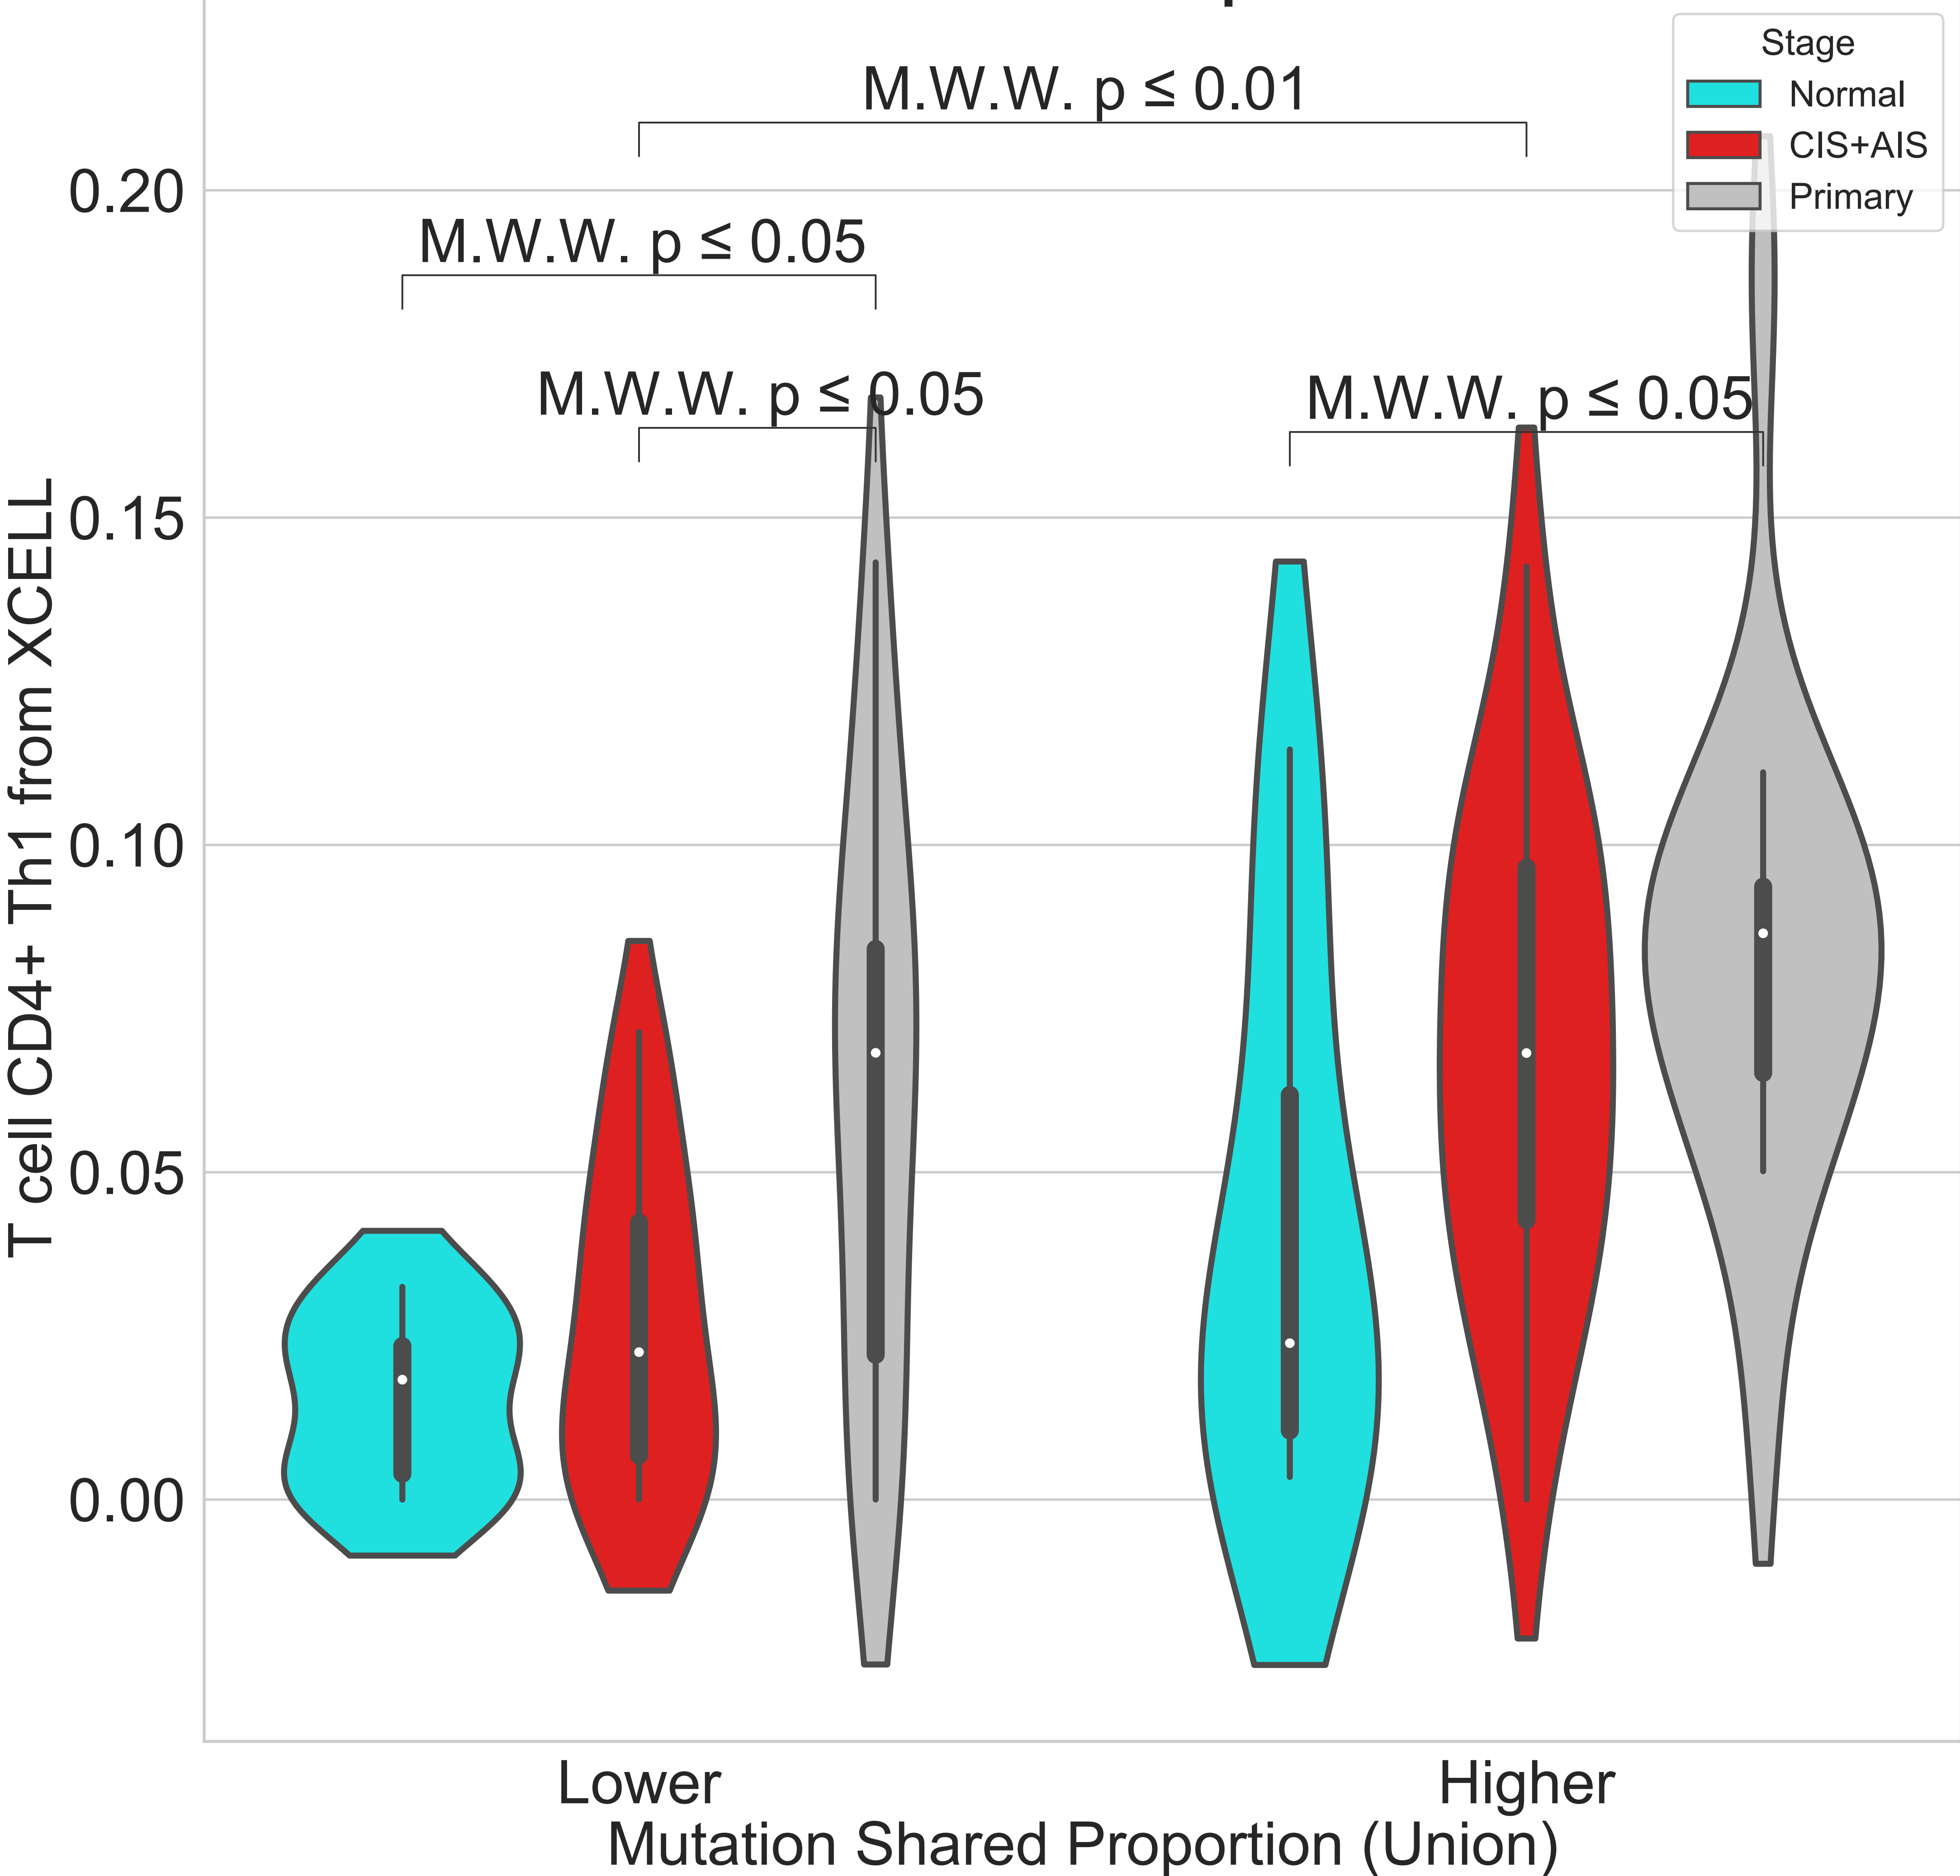 M.W.W. p ≤ 0.01
Stage
Normal
CIS+AIS
Primary
0.20
M.W.W. p ≤ 0.05
M.W.W. p ≤ 0.05
M.W.W. p ≤ 0.05
0.15
0.10
0.05
0.00
T cell CD4+ Th1 from XCELL
Lower
Higher
Mutation Shared Proportion (Union)